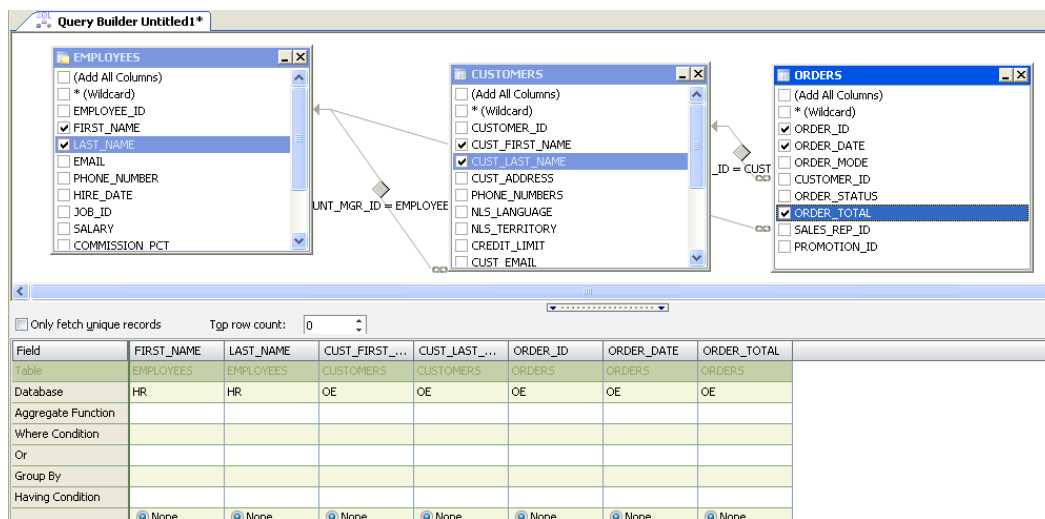 SQL Query Builder Untitled1*
EMPLOYEES
(Add All Columns)
* (Wildcard)
EMPLOYEE_ID
FIRST_NAME
LAST_NAME
EMAIL
PHONE_NUMBER
HIRE_DATE
JOB_ID
SALARY
COMMISSION_PCT
UNT_MGR_ID = EMPLOYEE
CUSTOMERS
(Add All Columns)
* (Wildcard)
CUSTOMER_ID
CUST_FIRST_NAME
CUST_LAST_NAME
CUST_ADDRESS
PHONE_NUMBERS
NLS_LANGUAGE
NLS_TERRITORY
CREDIT_LIMIT
CUST_EMAIL
_ID = CUST
ORDERS
(Add All Columns)
* (Wildcard)
ORDER_ID
ORDER_DATE
ORDER_MODE
CUSTOMER_ID
ORDER_STATUS
ORDER_TOTAL
SALES_REP_ID
PROMOTION_ID
Only fetch unique records Top row count: 0
Field FIRST_NAME LAST_NAME CUST_FIRST_... CUST_LAST_... ORDER_ID ORDER_DATE ORDER_TOTAL
Table EMPLOYEES EMPLOYEES CUSTOMERS CUSTOMERS ORDERS ORDERS ORDERS
Database HR HR OE OE OE OE OE
Aggregate Function
Where Condition
Or
Group By
Having Condition
None None None None None None None